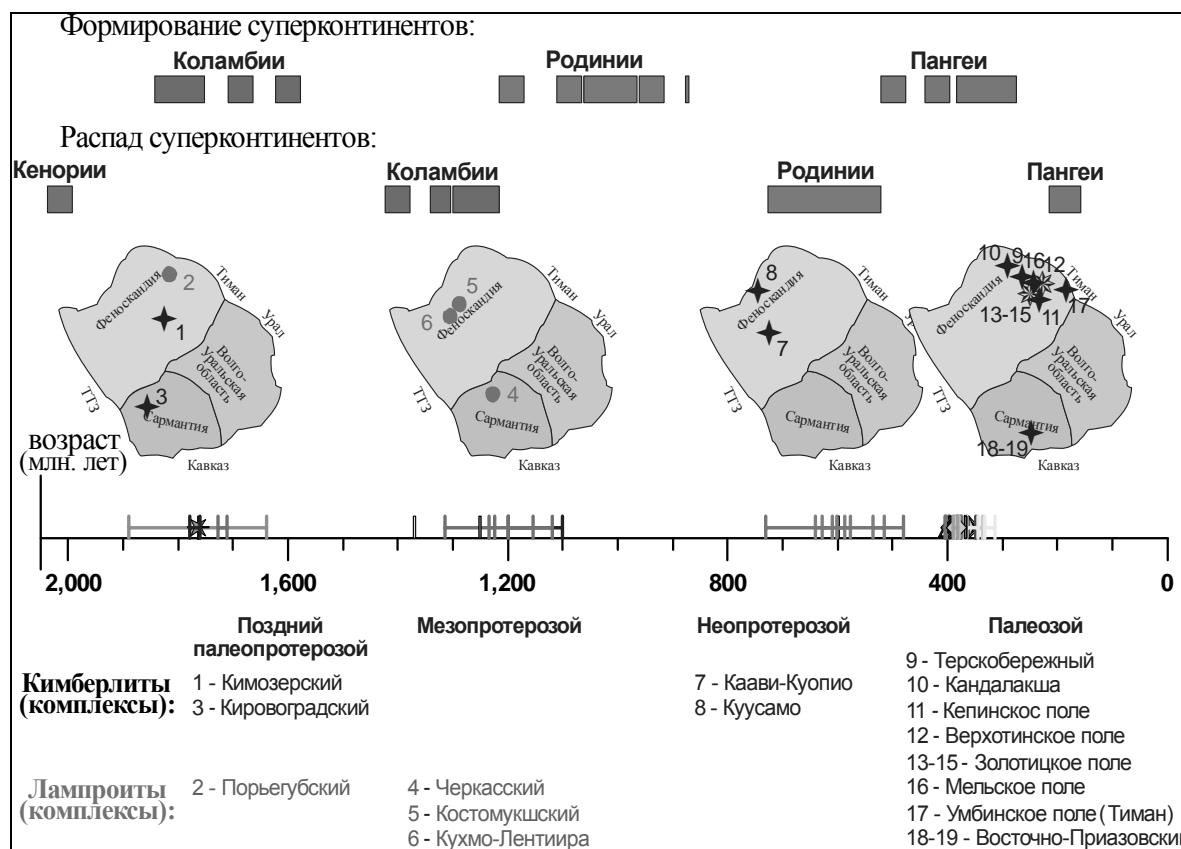 Формирование суперконтинентов:
Коламбии
Родинии
Пангеи
Распад суперконтинентов:
Кенории
Коламбии
Родинии
Пангеи
Феноскандия
Тиман
Урал
Волго-
Уральская
область
Сармантия
ТТЗ
Кавказ
2
1
3
Феноскандия
Тиман
Урал
Волго-
Уральская
область
Сармантия
ТТЗ
Кавказ
5
6
4
Феноскандия
Тиман
Урал
Волго-
Уральская
область
Сармантия
ТТЗ
Кавказ
8
7
Феноскандия
Тиман
Урал
Волго-
Уральская
область
Сармантия
Кавказ
10
9
16
12
13-15
11
17
18-19
возраст
(млн. лет)
2,000 1,600 1,200 800 400 0
Поздний
палеопротерозой
Мезопротерозой
Неопротерозой
Палеозой
Кимберлиты
(комплексы):
1 - Кимозерский
3 - Кировоградский
7 - Каави-Куопио
8 - Куусамо
9 - Терскобережный
10 - Кандалакша
11 - Кепинскос поле
12 - Верхотинское поле
13-15 - Золотицкое поле
16 - Мельское поле
17 - Умбинское поле (Тиман)
18-19 - Восточно-Приазовский
Лампроиты
(комплексы):
2 - Порьегубский
4 - Черкасский
5 - Костомукшский
6 - Кухмо-Лентиира